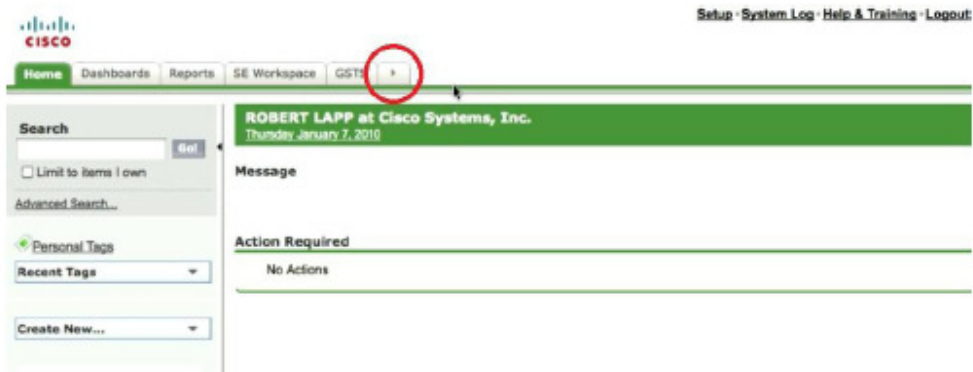 Setup · System Log · Help & Training · Logout
CISCO
Home Dashboards Reports SE Workspace GSTS
Search
Go!
Limit to items I own
Advanced Search...
Personal Tags
Recent Tags
Create New...
ROBERT LAPP at Cisco Systems, Inc.
Thursday January 7, 2010
Message
Action Required
No Actions